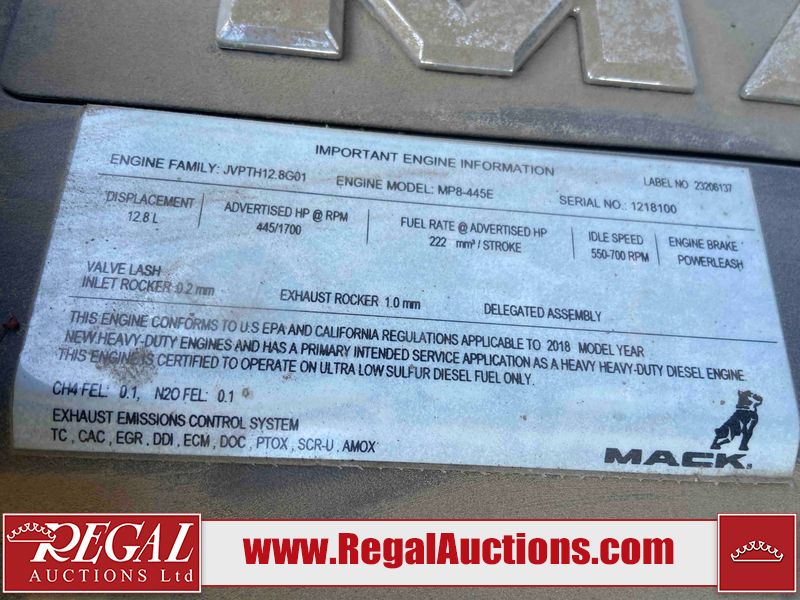 MA
IMPORTANT ENGINE INFORMATION
LABEL NO 23206137
ENGINE FAMILY: JVPTH12.8G01
ENGINE MODEL: MP8-445E
SERIAL NO.: 1218100
DISPLACEMENT
12.8 L
ADVERTISED HP @ RPM
445/1700
FUEL RATE @ ADVERTISED HP
222 mm³ / STROKE
IDLE SPEED
550-700 RPM
ENGINE BRAKE
POWERLEASH
VALVE LASH
INLET ROCKER 0.2 mm
EXHAUST ROCKER 1.0 mm
DELEGATED ASSEMBLY
THIS ENGINE CONFORMS TO U.S EPA AND CALIFORNIA REGULATIONS APPLICABLE TO 2018 MODEL YEAR
NEW HEAVY-DUTY ENGINES AND HAS A PRIMARY INTENDED SERVICE APPLICATION AS A HEAVY HEAVY-DUTY DIESEL ENGINE.
THIS ENGINE IS CERTIFIED TO OPERATE ON ULTRA LOW SULFUR DIESEL FUEL ONLY.
CH4 FEL: 0.1, N2O FEL: 0.1
EXHAUST EMISSIONS CONTROL SYSTEM
TC , CAC , EGR , DDI , ECM , DOC , PTOX , SCR-U , AMOX
MACK.
REGAL
AUCTIONS Ltd
www.RegalAuctions.com